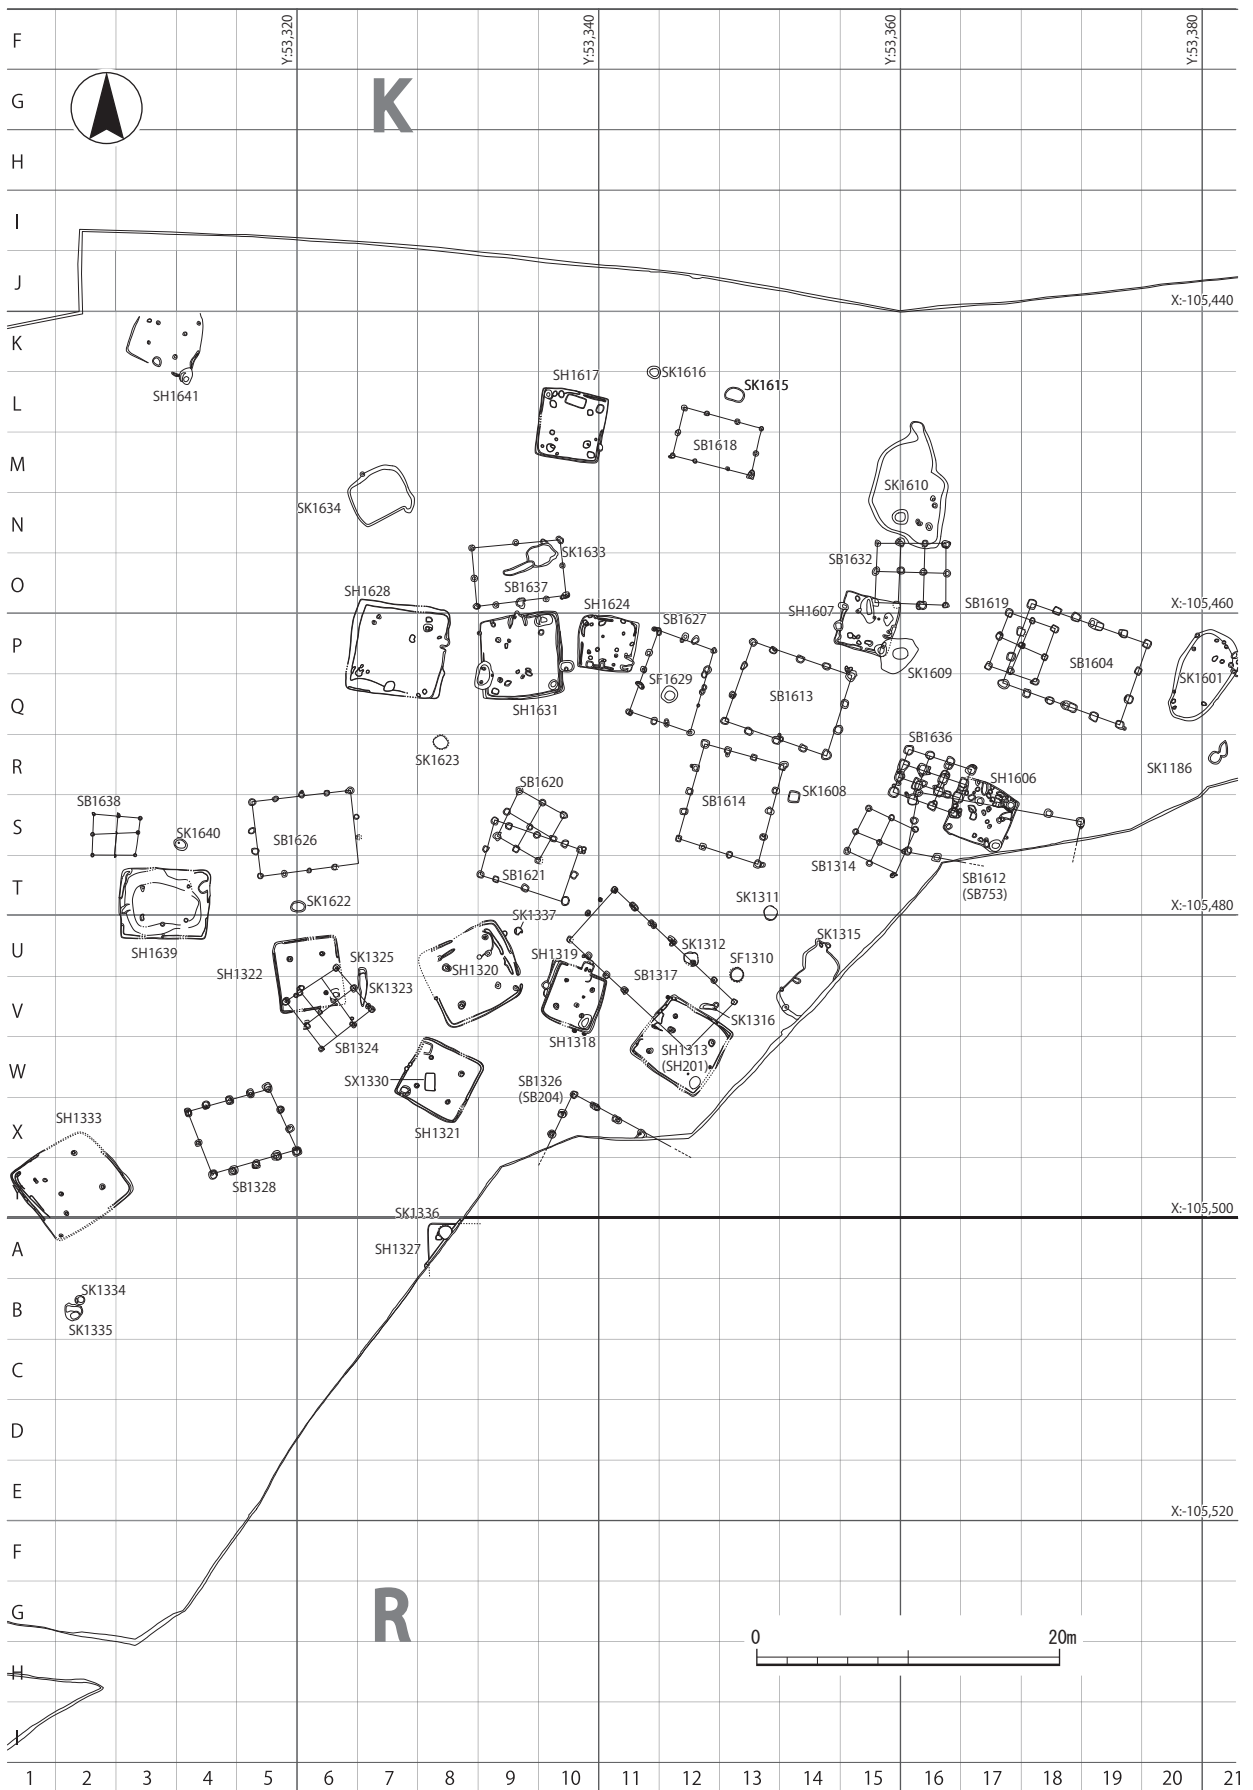 Y:53,320
Y:53,340
Y:53,360
Y:53,380
F
G
K
H
I
J
X:-105,440
K
SH1641
SH1617
SK1616
SK1615
L
SB1618
M
SK1634
SK1610
N
SK1633
SB1632
O
SB1637
SH1628
SH1624
SB1627
SH1607
SB1619
X:-105,460
P
SB1604
SK1609
SK1601
SF1629
SB1613
Q
SH1631
SB1636
R
SK1623
SH1606
SK1186
SB1620
SB1614
SK1608
SB1638
SK1640
S
SB1626
SB1314
SB1621
T
SB1612
(SB753)
SK1311
SK1622
X:-105,480
SK1337
U
SH1639
SH1322
SK1325
SH1320
SH1319
SK1312
SK1315
SB1317
SF1310
SK1323
V
SK1316
SB1324
SH1318
SH1313
(SH201)
W
SX1330
SB1326
(SB204)
SH1333
SH1321
X
SB1328
Y
X:-105,500
SK1336
A
SH1327
SK1334
B
SK1335
C
D
E
X:-105,520
F
G
R
0 20m
H
I
1 2 3 4 5 6 7 8 9 10 11 12 13 14 15 16 17 18 19 20 21